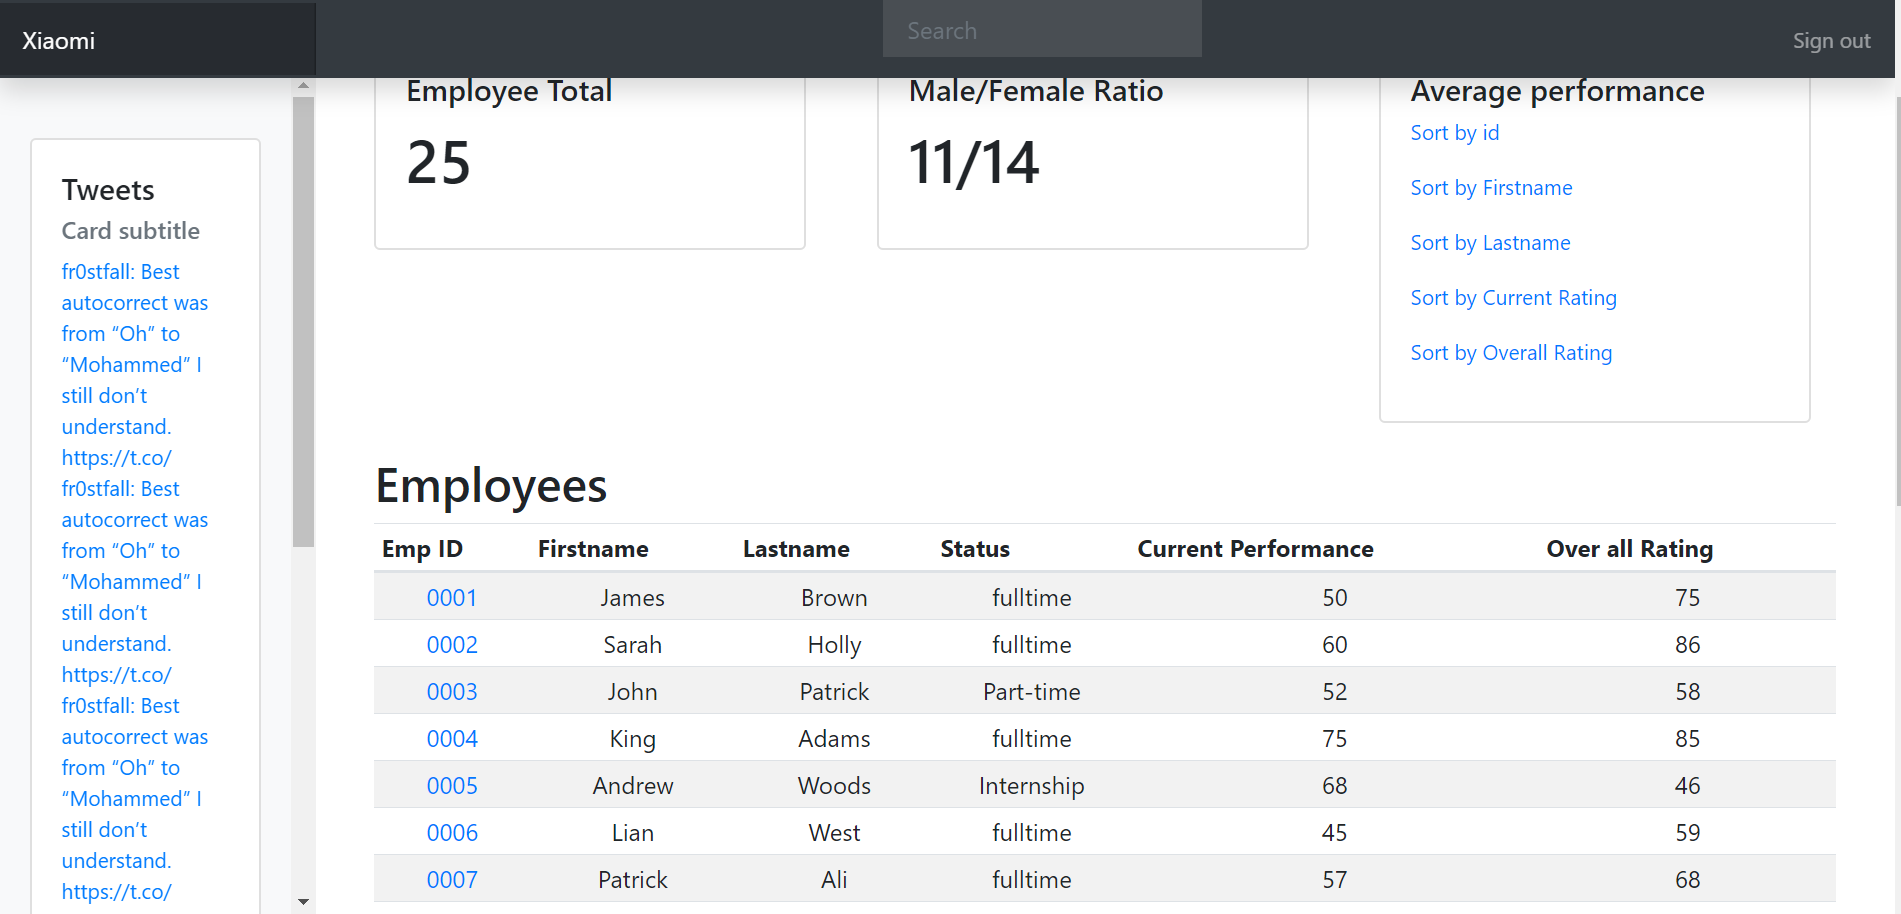 Xiaomi
Search
Sign out
Tweets
Card subtitle
fr0stfall: Best
autocorrect was
from “Oh” to
“Mohammed” I
still don’t
understand.
https://t.co/
fr0stfall: Best
autocorrect was
from “Oh” to
“Mohammed” I
still don’t
understand.
https://t.co/
fr0stfall: Best
autocorrect was
from “Oh” to
“Mohammed” I
still don’t
understand.
https://t.co/
Employee Total
25
Male/Female Ratio
11/14
Average performance
Sort by id
Sort by Firstname
Sort by Lastname
Sort by Current Rating
Sort by Overall Rating
Employees
Emp ID Firstname Lastname Status Current Performance Over all Rating
0001 James Brown fulltime 50 75
0002 Sarah Holly fulltime 60 86
0003 John Patrick Part-time 52 58
0004 King Adams fulltime 75 85
0005 Andrew Woods Internship 68 46
0006 Lian West fulltime 45 59
0007 Patrick Ali fulltime 57 68